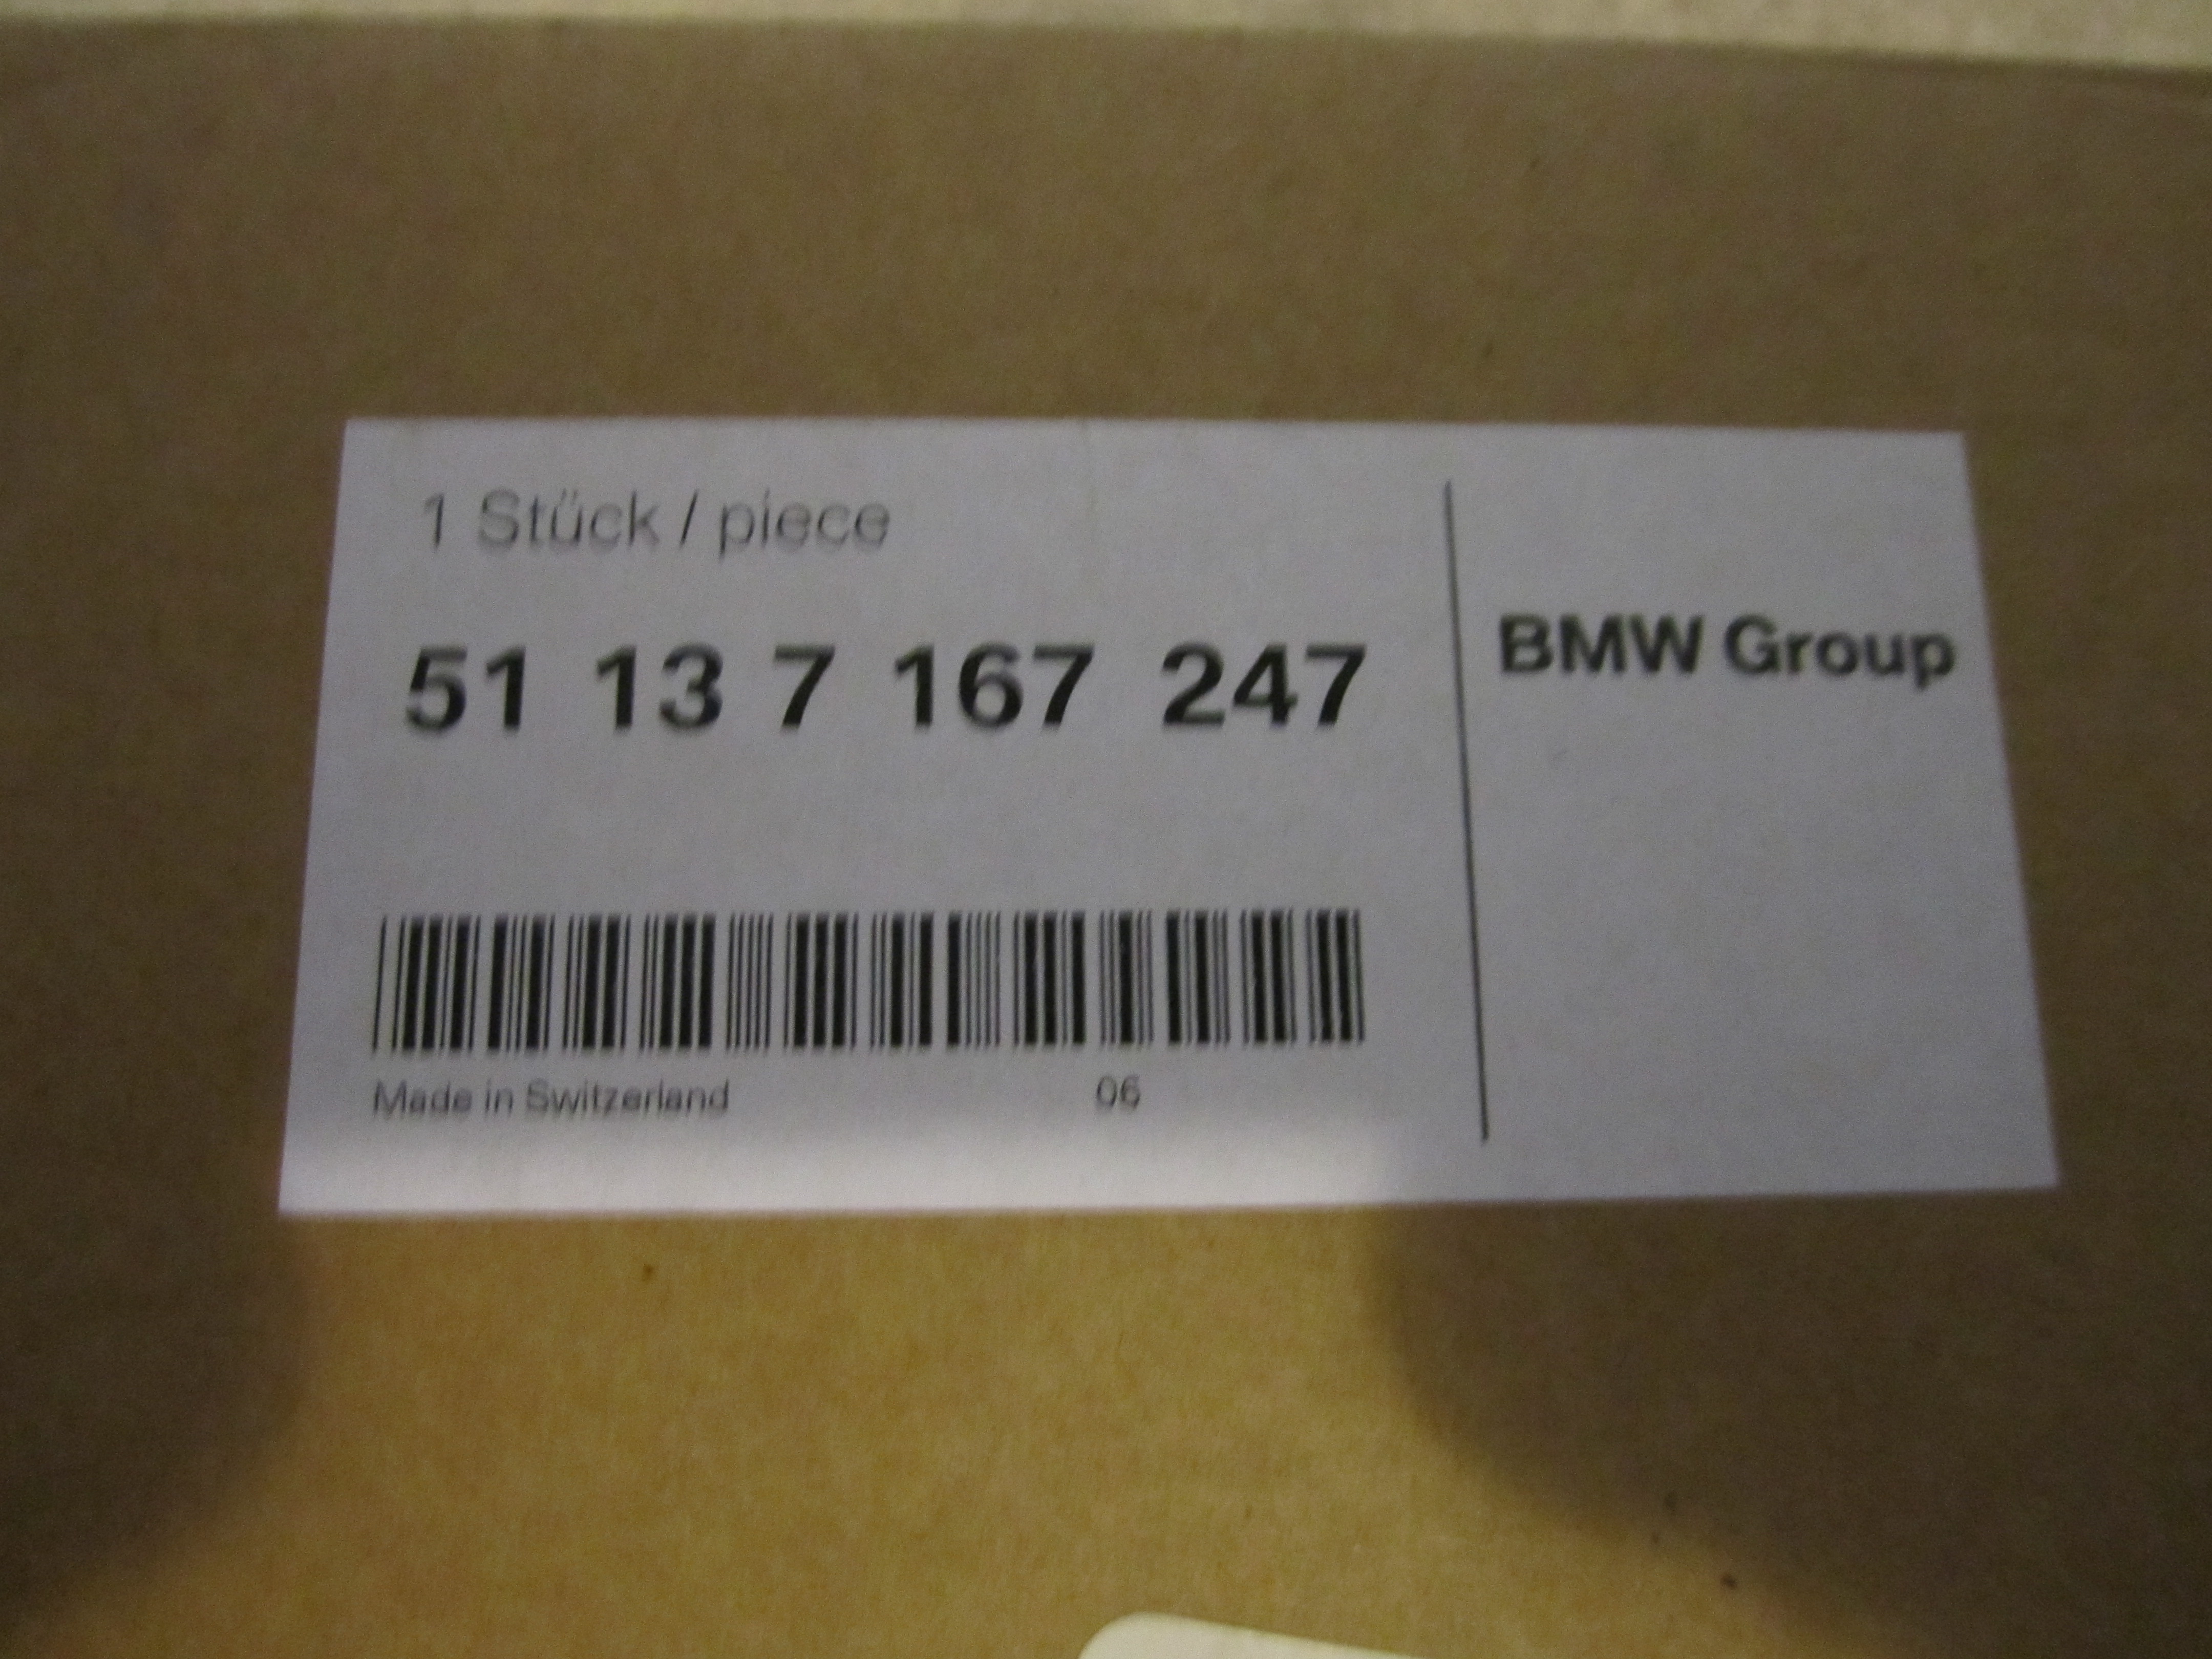 1 Stück / piece
51 13 7 167 247
BMW Group
Made in Switzerland 06